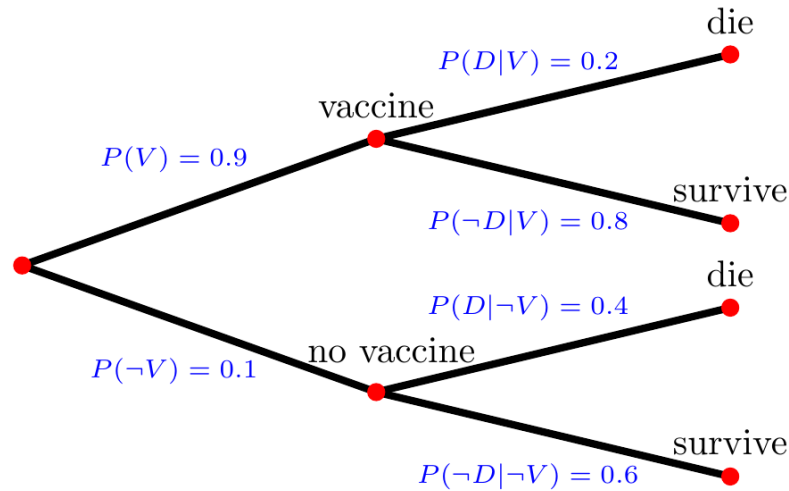 die
P(D|V) = 0.2
vaccine
P(V) = 0.9
survive
P(¬D|V) = 0.8
die
P(D|¬V) = 0.4
no vaccine
P(¬V) = 0.1
survive
P(¬D|¬V) = 0.6